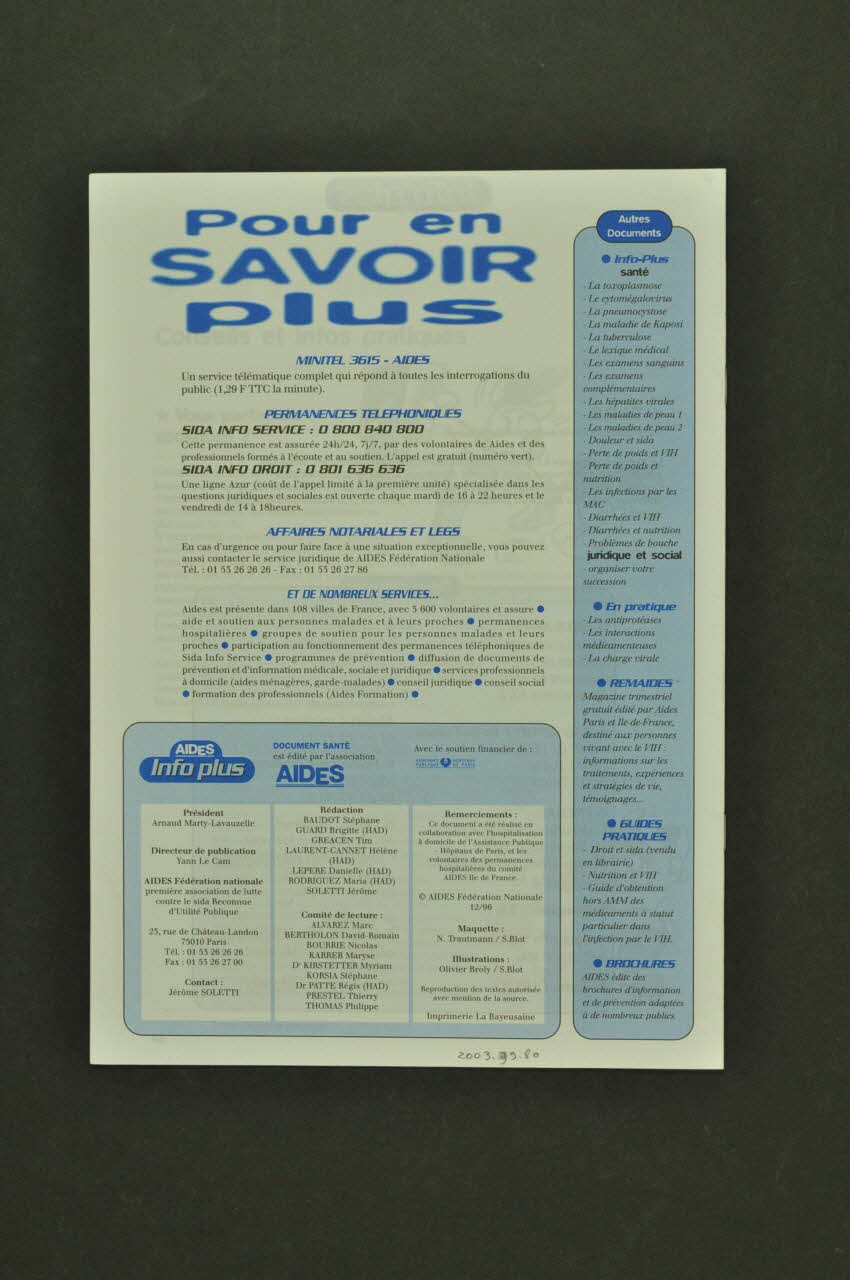 Pour en
SAVOIR
plus
MINITEL 3615 - AIDES
Un service télématique complet qui répond à toutes les interrogations du
public (1,29 F TTC la minute).
PERMANENCES TELEPHONIQUES
SIDA INFO SERVICE : 0 800 840 800
Cette permanence est assurée 24h/24, 7j/7, par des volontaires de Aides et des
professionnels formés à l'écoute et au soutien. L'appel est gratuit (numéro vert).
SIDA INFO DROIT : 0 801 636 636
Une ligne Azur (coût de l'appel limité à la première unité) spécialisée dans les
questions juridiques et sociales est ouverte chaque mardi de 16 à 22 heures et le
vendredi de 14 à 18heures.
AFFAIRES NOTARIALES ET LEGS
En cas d'urgence ou pour faire face à une situation exceptionnelle, vous pouvez
aussi contacter le service juridique de AIDES Fédération Nationale
Tél. : 01 53 26 26 26 - Fax : 01 53 26 27 86
ET DE NOMBREUX SERVICES...
Aides est présente dans 108 villes de France, avec 3 600 volontaires et assure ●
aide et soutien aux personnes malades et à leurs proches ● permanences
hospitalières ● groupes de soutien pour les personnes malades et leurs
proches ● participation au fonctionnement des permanences téléphoniques de
Sida Info Service ● programmes de prévention ● diffusion de documents de
prévention et d'information médicale, sociale et juridique ● services professionnels
à domicile (aides ménagères, garde-malades) ● conseil juridique ● conseil social
● formation des professionnels (Aides Formation) ●
AIDES
Info plus
DOCUMENT SANTÉ
est édité par l'association
AIDES
Avec le soutien financier de :
ASSISTANCE PUBLIQUE HOPITAUX DE PARIS
Président
Arnaud Marty-Lavauzelle
Directeur de publication
Yann Le Cam
AIDES Fédération nationale
première association de lutte
contre le sida Reconnue
d'Utilité Publique
23, rue de Château-Landon
75010 Paris
Tél. : 01 53 26 26 26
Fax : 01 53 26 27 00
Contact :
Jérôme SOLETTI
Rédaction
BAUDOT Stéphane
GUARD Brigitte (HAD)
GREACEN Tim
LAURENT-CANNET Hélène
(HAD)
LEPERE Danielle (HAD)
RODRIGUEZ Maria (HAD)
SOLETTI Jérôme
Comité de lecture :
ALVAREZ Marc
BERTHOLON David-Romain
BOURRIE Nicolas
KARRER Maryse
Dr KIRSTETTER Myriam
KORSIA Stéphane
Dr PATTE Régis (HAD)
PRESTEL Thierry
THOMAS Philippe
Remerciements :
Ce document a été réalisé en
collaboration avec l'hospitalisation
à domicile de l'Assistance Publique
- Hôpitaux de Paris, et les
volontaires des permanences
hospitalières du comité
AIDES Ile de France
© AIDES Fédération Nationale
12/96
Maquette :
N. Trautmann / S.Blot
Illustrations :
Olivier Broly / S.Blot
Reproduction des textes autorisée
avec mention de la source.
Imprimerie La Bayeusaine
Autres
Documents
● Info-Plus
santé
- La toxoplasmose
- Le cytomégalovirus
- La pneumocystose
- La maladie de Kaposi
- La tuberculose
- Le lexique médical
- Les examens sanguins
- Les examens
complémentaires
- Les hépatites virales
- Les maladies de peau 1
- Les maladies de peau 2
- Douleur et sida
- Perte de poids et VIH
- Perte de poids et
nutrition
- Les infections par les
MAC
- Diarrhées et VIH
- Diarrhées et nutrition
- Problèmes de bouche
juridique et social
- organiser votre
succession
● En pratique
- Les antiprotéases
- Les interactions
médicamenteuses
- La charge virale
● REMAIDES
Magazine trimestriel
gratuit édité par Aides
Paris et Ile-de-France,
destiné aux personnes
vivant avec le VIH :
informations sur les
traitements, expériences
et stratégies de vie,
témoignages...
● GUIDES
PRATIQUES
- Droit et sida (vendu
en librairie)
- Nutrition et VIH
- Guide d'obtention
hors AMM des
médicaments à statut
particulier dans
l'infection par le VIH.
● BROCHURES
AIDES édite des
brochures d'information
et de prévention adaptées
à de nombreux publics.